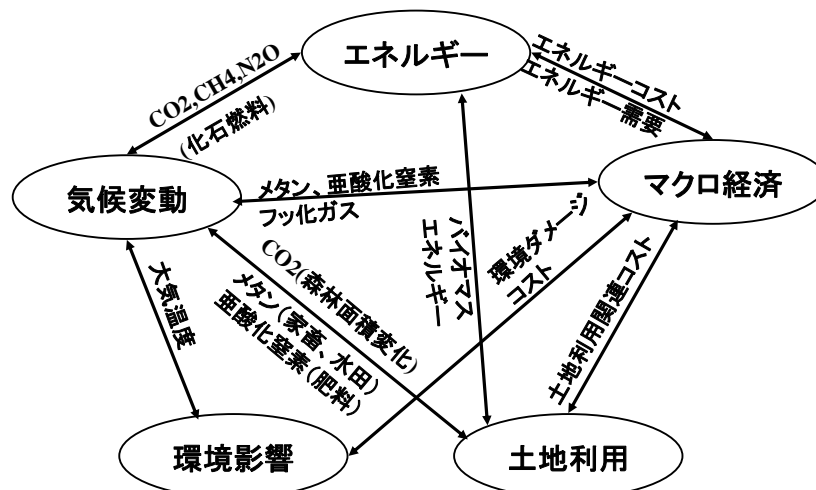 エネルギー
CO2,CH4,N2O
(化石燃料)
エネルギーコスト
エネルギー需要
気候変動
マクロ経済
メタン、亜酸化窒素
フッ化ガス
バイオマス
エネルギー
環境ダメージ
コスト
大気温度
CO2(森林面積変化)
メタン(家畜、水田)
亜酸化窒素(肥料)
土地利用関連コスト
環境影響
土地利用